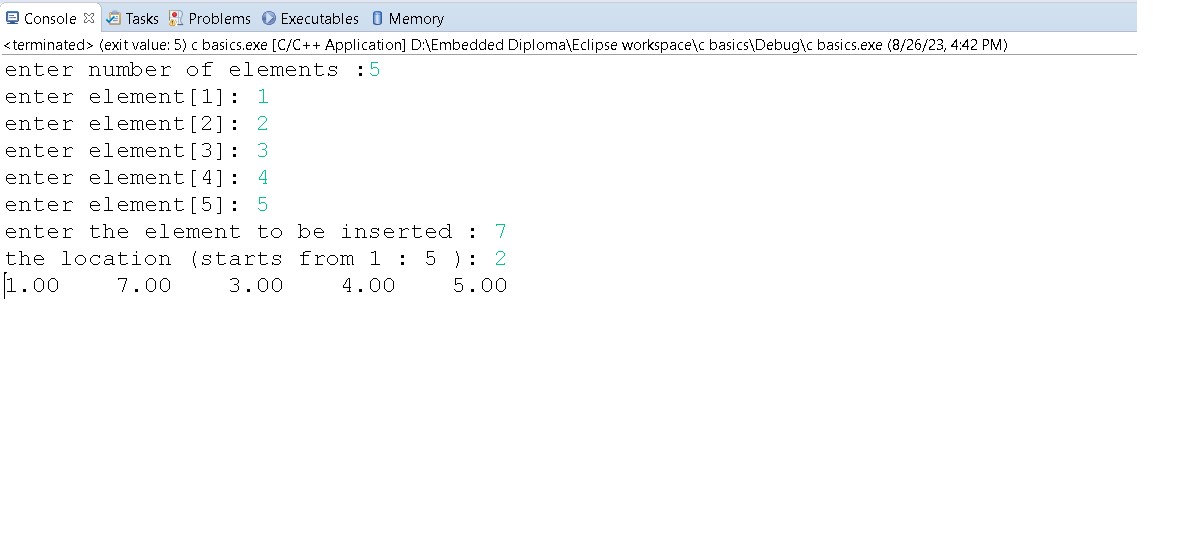 Console Tasks Problems Executables Memory
<terminated> (exit value: 5) c basics.exe [C/C++ Application] D:\Embedded Diploma\Eclipse workspace\c basics\Debug\c basics.exe (8/26/23, 4:42 PM)
enter number of elements :5
enter element[1]: 1
enter element[2]: 2
enter element[3]: 3
enter element[4]: 4
enter element[5]: 5
enter the element to be inserted : 7
the location (starts from 1 : 5 ): 2
1.00 7.00 3.00 4.00 5.00